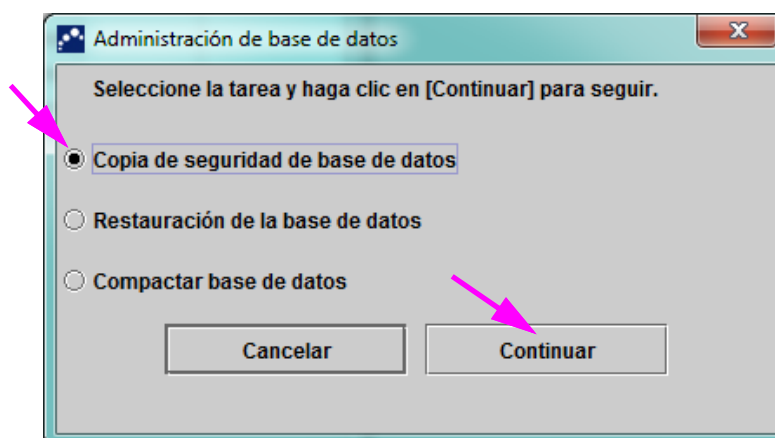 Administración de base de datos
Seleccione la tarea y haga clic en [Continuar] para seguir.
Copia de seguridad de base de datos
Restauración de la base de datos
Compactar base de datos
Cancelar Continuar